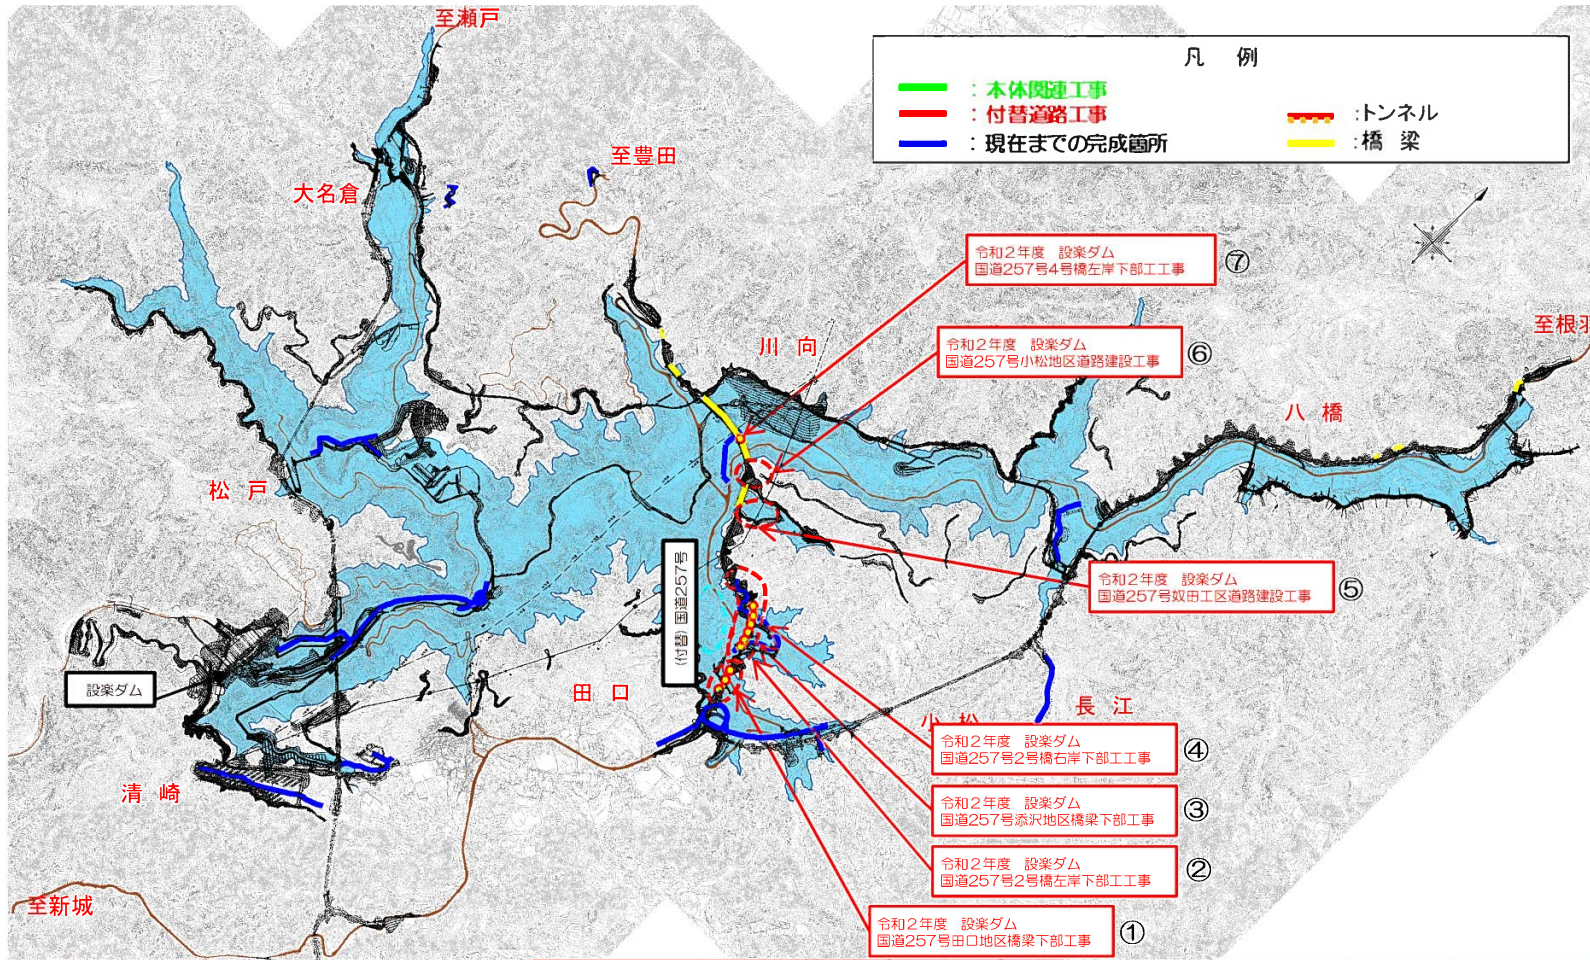 至瀬戸
凡 例
: 本体関連工事
: 付替道路工事
: 現在までの完成箇所
:トンネル
:橋 梁
至豊田
大名倉
令和2年度 設楽ダム
国道257号4号橋左岸下部工工事
⑦
至根羽
川 向
令和2年度 設楽ダム
国道257号小松地区道路建設工事
⑥
八 橋
松 戸
(付替) 国道257号
令和2年度 設楽ダム
国道257号奴田工区道路建設工事
⑤
設楽ダム
田 口
長 江
小 松
令和2年度 設楽ダム
国道257号2号橋右岸下部工工事
④
清 崎
令和2年度 設楽ダム
国道257号添沢地区橋梁下部工事
③
令和2年度 設楽ダム
国道257号2号橋左岸下部工工事
②
至新城
令和2年度 設楽ダム
国道257号田口地区橋梁下部工事
①